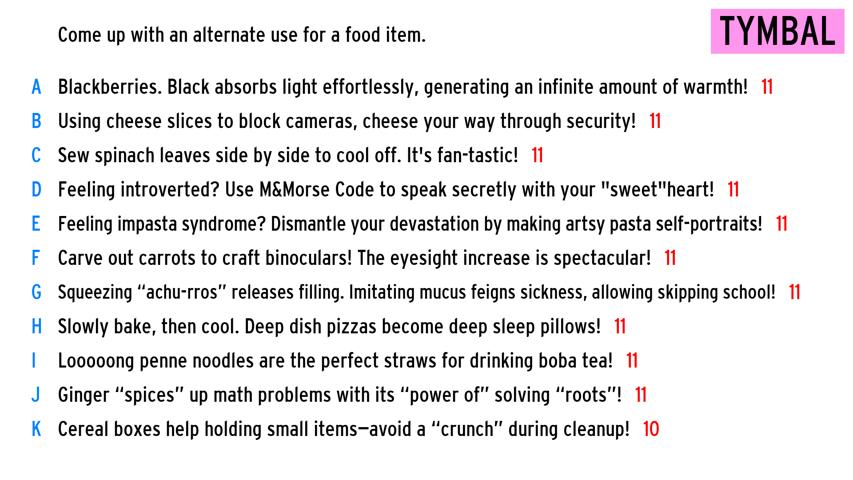 Come up with an alternate use for a food item.
TYMBAL
A Blackberries. Black absorbs light effortlessly, generating an infinite amount of warmth! 11
B Using cheese slices to block cameras, cheese your way through security! 11
C Sew spinach leaves side by side to cool off. It's fan-tastic! 11
D Feeling introverted? Use M&Morse Code to speak secretly with your "sweet"heart! 11
E Feeling impasta syndrome? Dismantle your devastation by making artsy pasta self-portraits! 11
F Carve out carrots to craft binoculars! The eyesight increase is spectacular! 11
G Squeezing “achu-rros” releases filling. Imitating mucus feigns sickness, allowing skipping school! 11
H Slowly bake, then cool. Deep dish pizzas become deep sleep pillows! 11
I Looooong penne noodles are the perfect straws for drinking boba tea! 11
J Ginger “spices” up math problems with its “power of” solving “roots”! 11
K Cereal boxes help holding small items—avoid a “crunch” during cleanup! 10